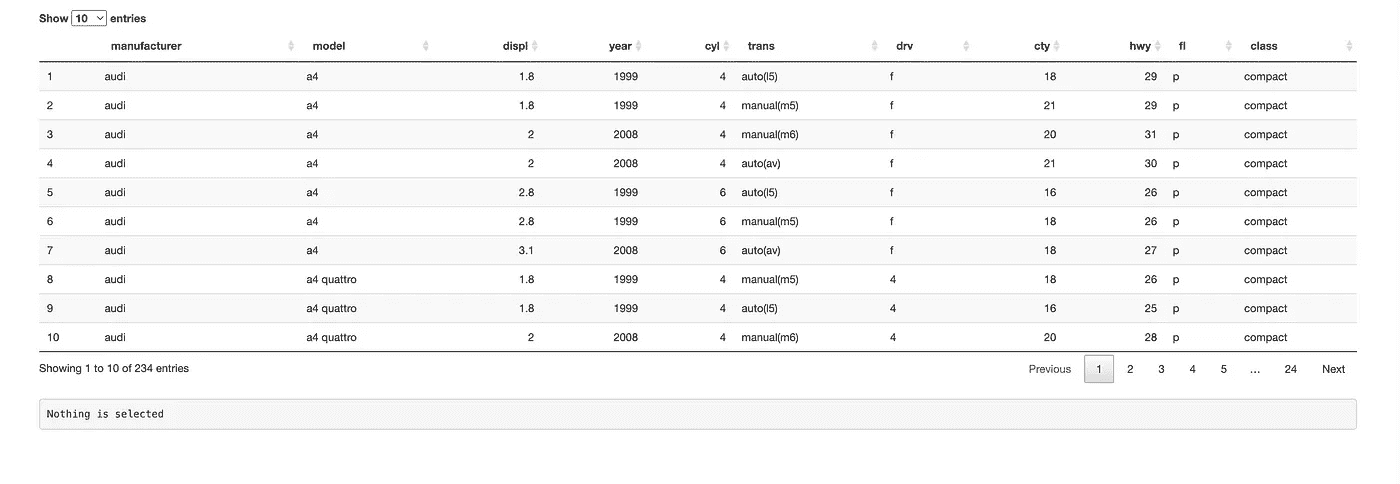 Show 10 entries
manufacturer model displ year cyl trans drv cty hwy fl class
1 audi a4 1.8 1999 4 auto(l5) f 18 29 p compact
2 audi a4 1.8 1999 4 manual(m5) f 21 29 p compact
3 audi a4 2 2008 4 manual(m6) f 20 31 p compact
4 audi a4 2 2008 4 auto(av) f 21 30 p compact
5 audi a4 2.8 1999 6 auto(l5) f 16 26 p compact
6 audi a4 2.8 1999 6 manual(m5) f 18 26 p compact
7 audi a4 3.1 2008 6 auto(av) f 18 27 p compact
8 audi a4 quattro 1.8 1999 4 manual(m5) 4 18 26 p compact
9 audi a4 quattro 1.8 1999 4 auto(l5) 4 16 25 p compact
10 audi a4 quattro 2 2008 4 manual(m6) 4 20 28 p compact
Showing 1 to 10 of 234 entries Previous 1 2 3 4 5 … 24 Next
Nothing is selected